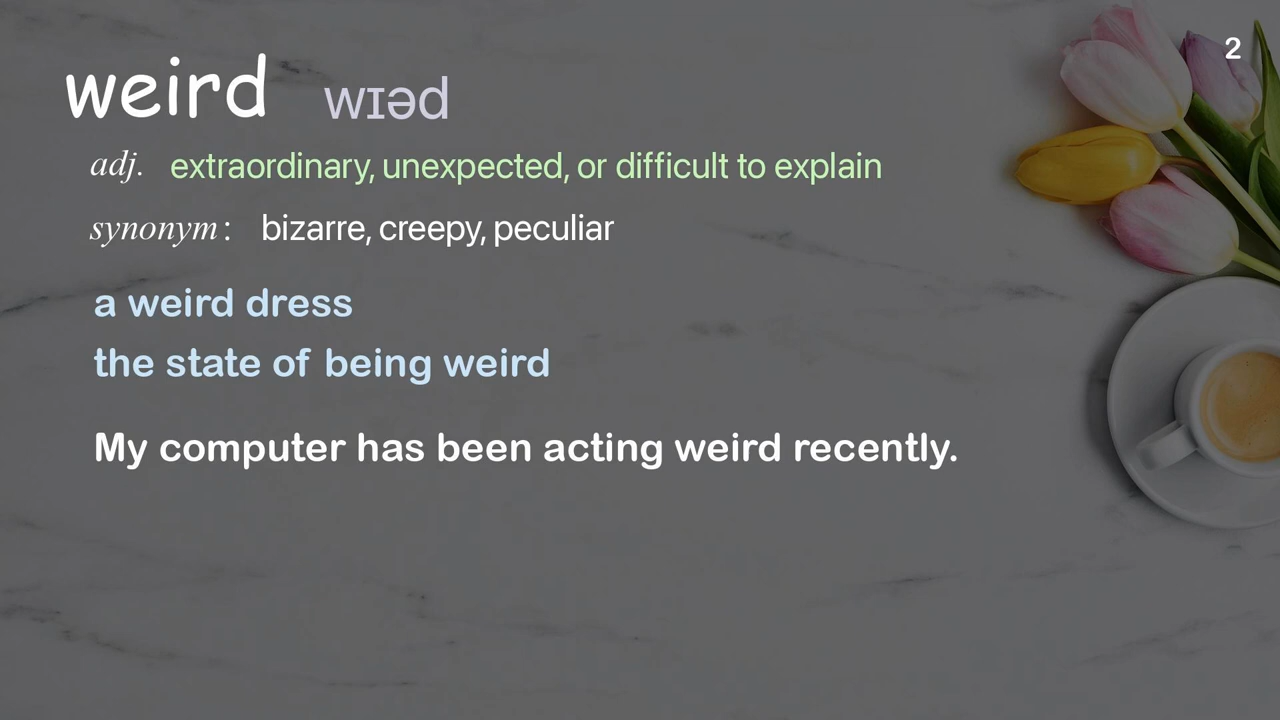 2
weird wɪəd
adj. extraordinary, unexpected, or difficult to explain
synonym: bizarre, creepy, peculiar
a weird dress
the state of being weird
My computer has been acting weird recently.